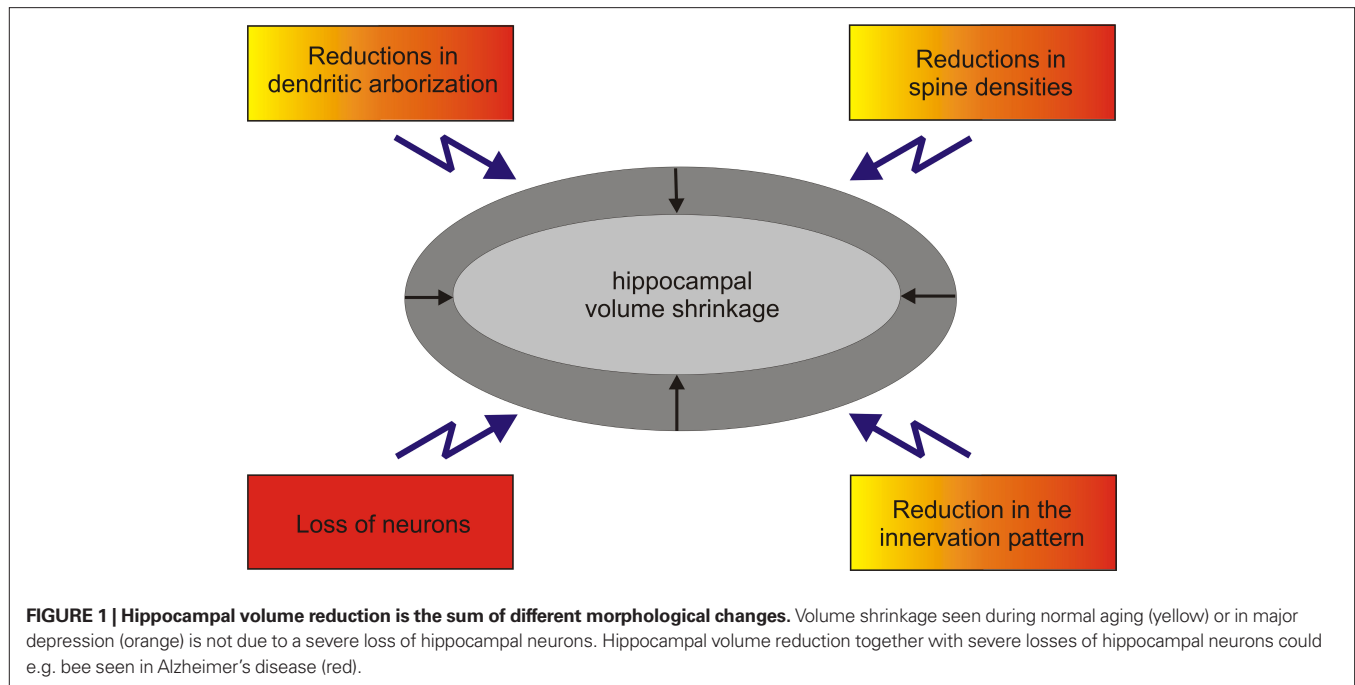 Reductions in
dendritic arborization
Reductions in
spine densities
hippocampal
volume shrinkage
Loss of neurons
Reduction in the
innervation pattern
FIGURE 1 | Hippocampal volume reduction is the sum of different morphological changes. Volume shrinkage seen during normal aging (yellow) or in major
depression (orange) is not due to a severe loss of hippocampal neurons. Hippocampal volume reduction together with severe losses of hippocampal neurons could
e.g. bee seen in Alzheimer's disease (red).